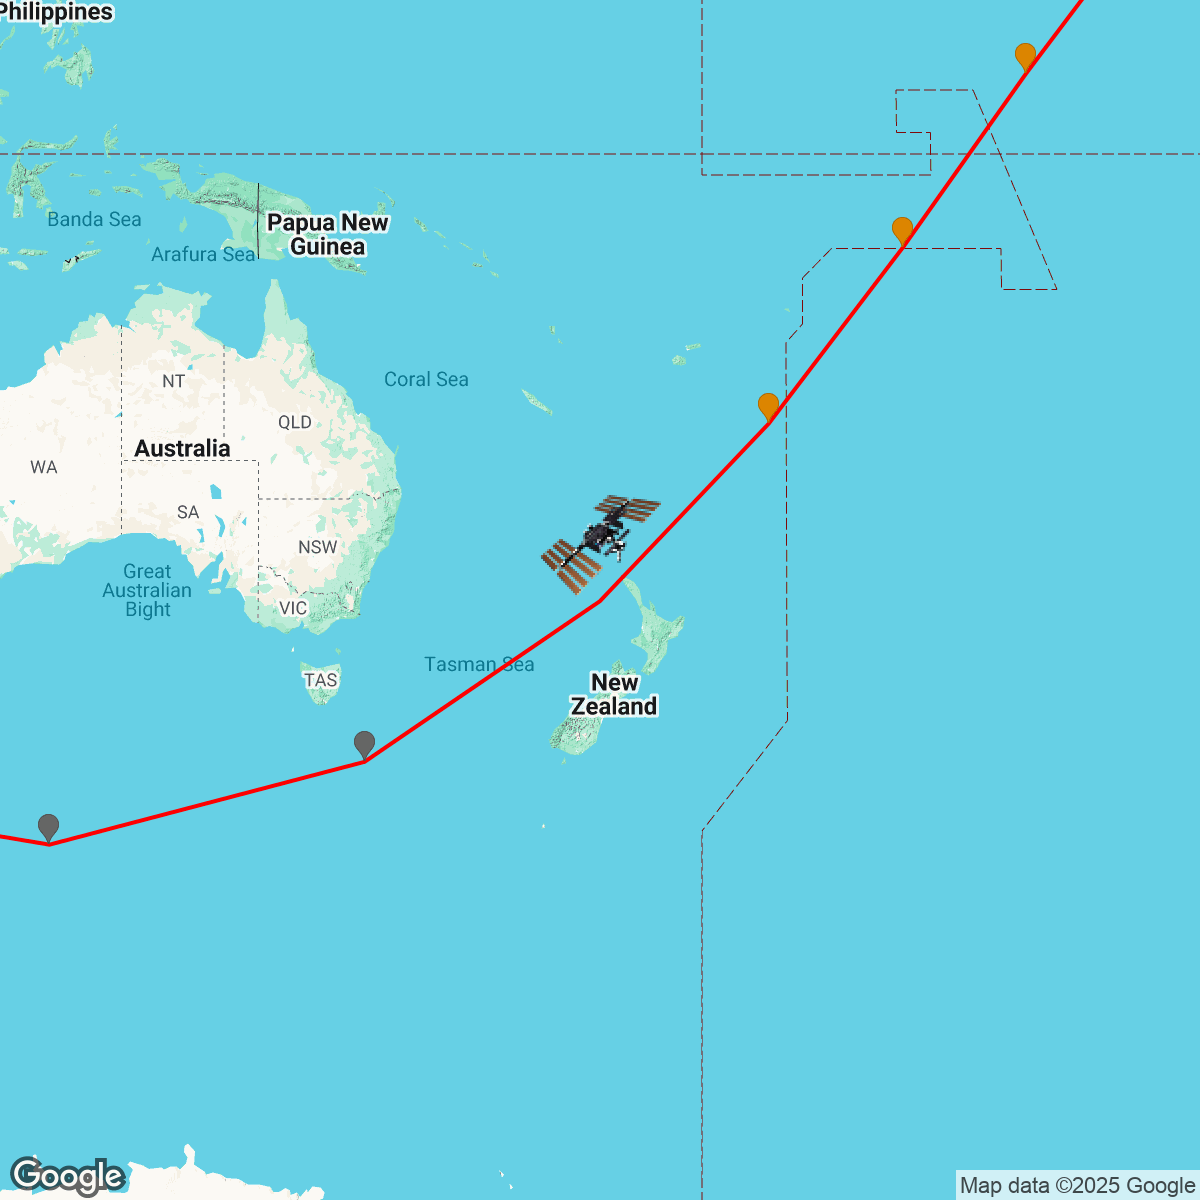 Philippines
Banda Sea
Papua New
Guinea
Arafura Sea
NT
Coral Sea
QLD
Australia
WA
SA
NSW
Great
Australian
Bight
VIC
Tasman Sea
TAS
New
Zealand
Google
Map data ©2025 Google